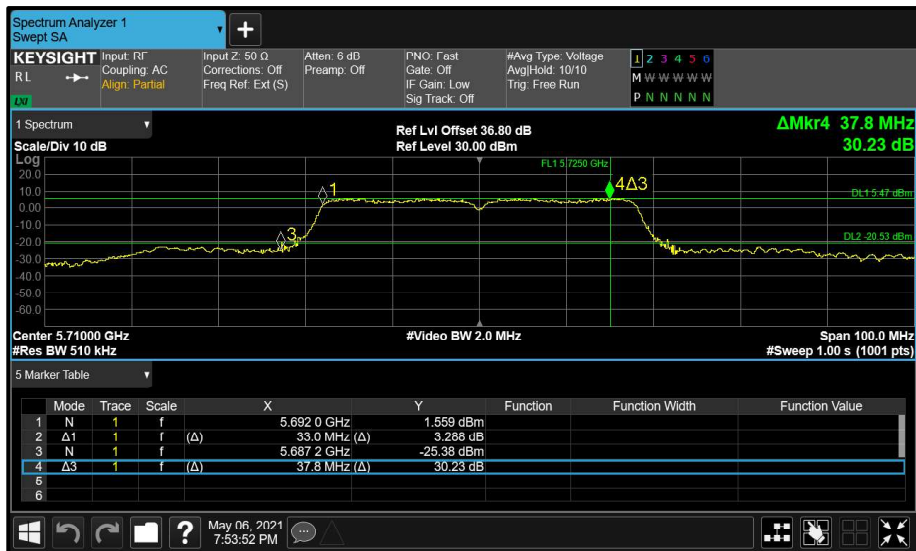 Spectrum Analyzer 1
Swept SA
+
KEYSIGHT Input: RF Input Z: 50 Ω Atten: 6 dB PNO: Fast #Avg Type: Voltage 1 2 3 4 5 6
RL Coupling: AC Corrections: Off Preamp: Off Gate: Off Avg|Hold: 10/10 M W W W W W
Align: Partial Freq Ref: Ext (S) IF Gain: Low Trig: Free Run
LXI Sig Track: Off P N N N N N
1 Spectrum Ref Lvl Offset 36.80 dB ΔMkr4 37.8 MHz
Scale/Div 10 dB Ref Level 30.00 dBm 30.23 dB
Log
FL1 5.7250 GHz
20.0
4Δ3
10.0 1 DL1 5.47 dBm
0.00
-10.0
3 DL2 -20.53 dBm
-20.0
-30.0
-40.0
-50.0
-60.0
Center 5.71000 GHz #Video BW 2.0 MHz Span 100.0 MHz
#Res BW 510 kHz #Sweep 1.00 s (1001 pts)
5 Marker Table
Mode Trace Scale X Y Function Function Width Function Value
1 N 1 f 5.692 0 GHz 1.559 dBm
2 Δ1 1 f (Δ) 33.0 MHz (Δ) 3.288 dB
3 N 1 f 5.687 2 GHz -25.38 dBm
4 Δ3 1 f (Δ) 37.8 MHz (Δ) 30.23 dB
5
6
? May 06, 2021
7:53:52 PM